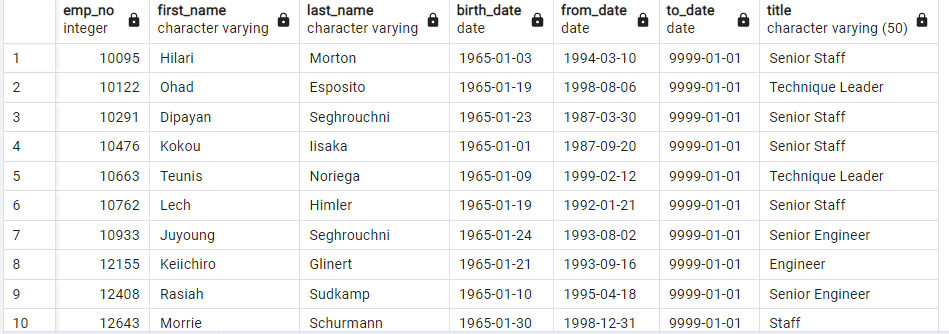 emp_no first_name last_name birth_date from_date to_date title
integer character varying character varying date date date character varying (50)
1 10095 Hilari Morton 1965-01-03 1994-03-10 9999-01-01 Senior Staff
2 10122 Ohad Esposito 1965-01-19 1998-08-06 9999-01-01 Technique Leader
3 10291 Dipayan Seghrouchni 1965-01-23 1987-03-30 9999-01-01 Senior Staff
4 10476 Kokou Iisaka 1965-01-01 1987-09-20 9999-01-01 Senior Staff
5 10663 Teunis Noriega 1965-01-09 1999-02-12 9999-01-01 Technique Leader
6 10762 Lech Himler 1965-01-19 1992-01-21 9999-01-01 Senior Staff
7 10933 Juyoung Seghrouchni 1965-01-24 1993-08-02 9999-01-01 Senior Engineer
8 12155 Keiichiro Glinert 1965-01-21 1993-09-16 9999-01-01 Engineer
9 12408 Rasiah Sudkamp 1965-01-10 1995-04-18 9999-01-01 Senior Engineer
10 12643 Morrie Schurmann 1965-01-30 1998-12-31 9999-01-01 Staff